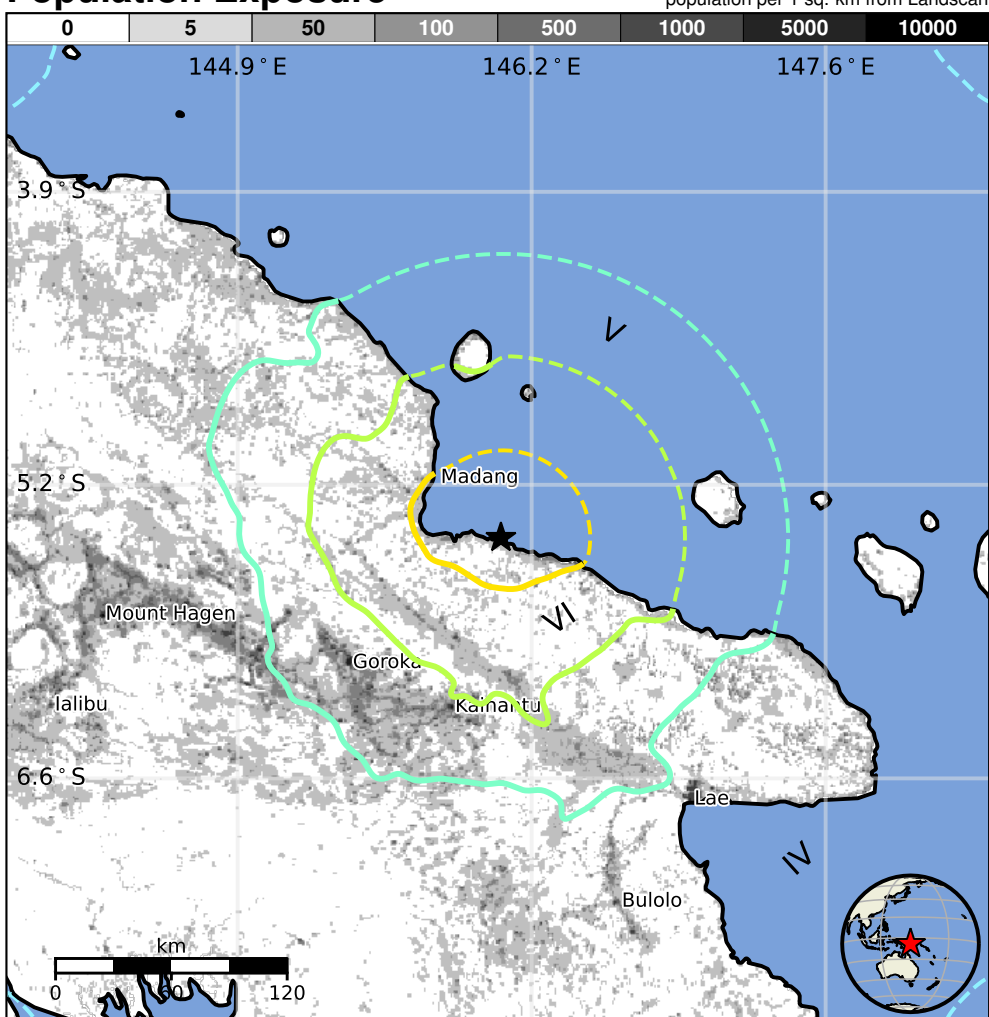 Population Exposure
population per 1 sq. km from Landscan
0 5 50 100 500 1000 5000 10000
144.9°E 146.2°E 147.6°E
3.9°S
V
5.2°S
Madang
Mount Hagen
VI
Goroka
Ialibu
Kainantu
6.6°S
Lae
IV
Bulolo
km
0 60 120